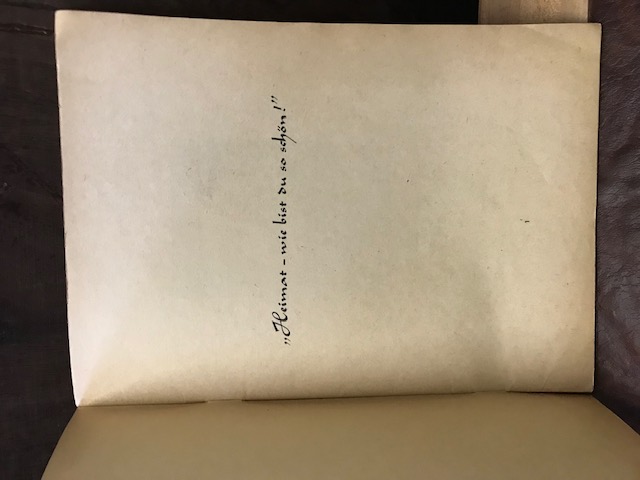 „Heimat – wie bist du so schön!”